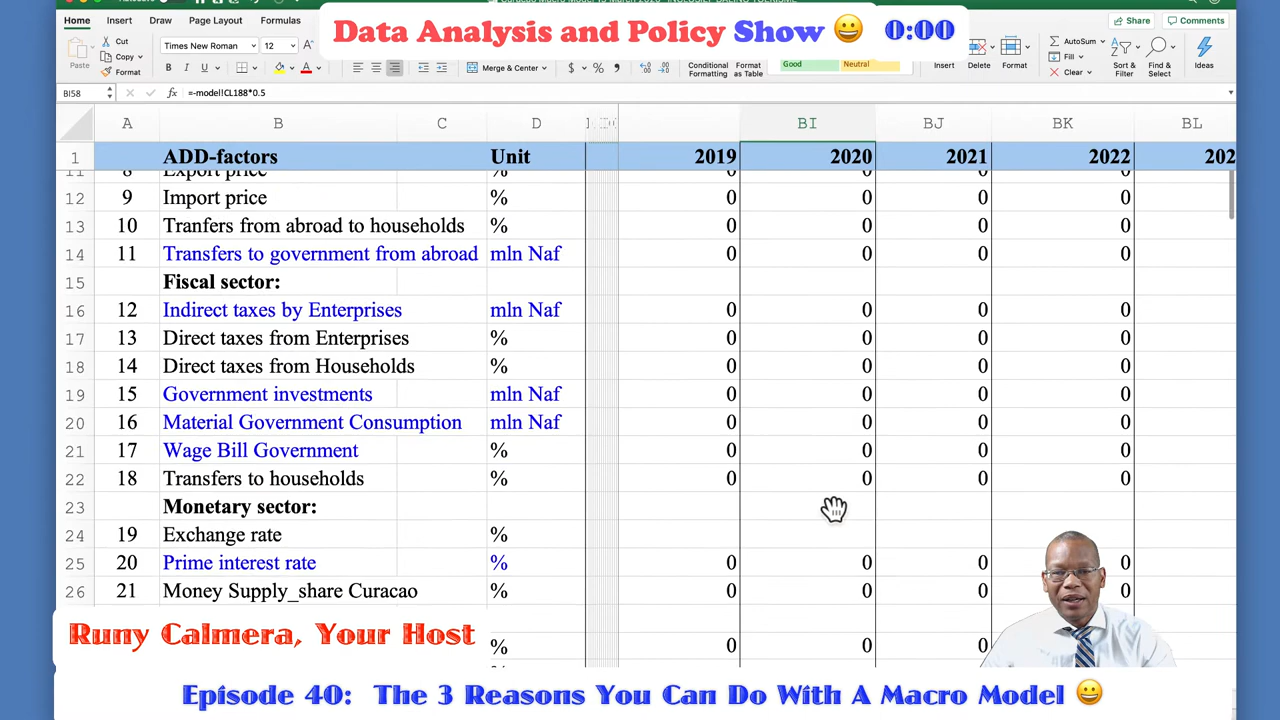 Home Insert Draw Page Layout Formulas
Share Comments
Data Analysis and Policy Show 😀 0:00
Paste Cut Copy Format
Times New Roman 12
B I U
Merge & Center
$ % 
Conditional Formatting
Format as Table
Good Neutral
Insert Delete Format
AutoSum Fill Clear
Sort & Filter
Find & Select
Ideas
BI58 fx =-model!CL188*0.5
A B C D BI BJ BK BL
1 ADD-factors Unit 2019 2020 2021 2022 202
11 8 Export price % 0 0 0 0
12 9 Import price % 0 0 0 0
13 10 Tranfers from abroad to households % 0 0 0 0
14 11 Transfers to government from abroad mln Naf 0 0 0 0
15 Fiscal sector:
16 12 Indirect taxes by Enterprises mln Naf 0 0 0 0
17 13 Direct taxes from Enterprises % 0 0 0 0
18 14 Direct taxes from Households % 0 0 0 0
19 15 Government investments mln Naf 0 0 0 0
20 16 Material Government Consumption mln Naf 0 0 0 0
21 17 Wage Bill Government % 0 0 0 0
22 18 Transfers to households % 0 0 0 0
23 Monetary sector:
24 19 Exchange rate %
25 20 Prime interest rate % 0 0 0 0
26 21 Money Supply_share Curacao % 0 0 0 0
% 0 0 0 0
Runy Calmera, Your Host
Episode 40: The 3 Reasons You Can Do With A Macro Model 😀